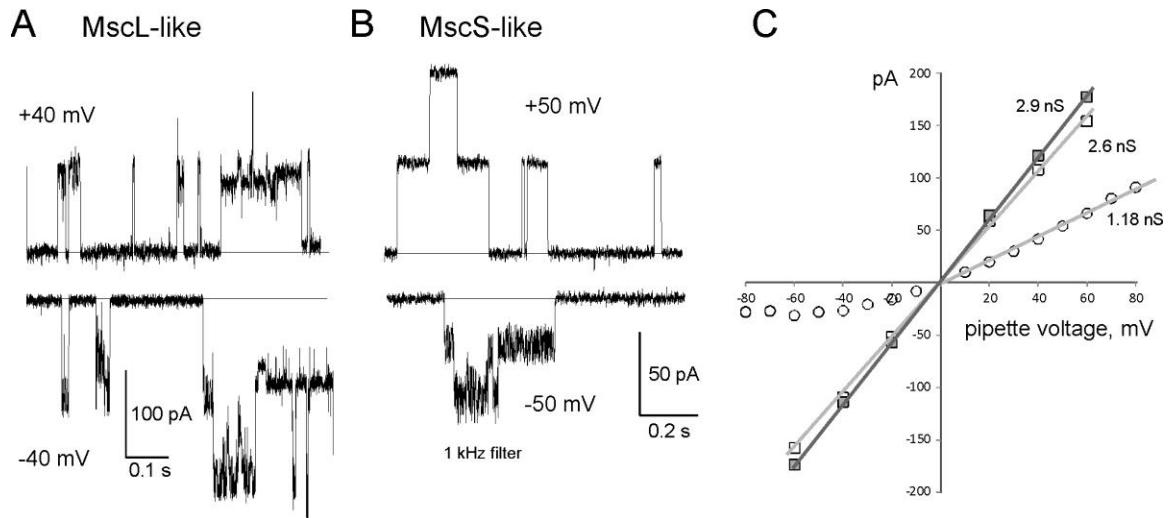 A MscL-like
+40 mV
-40 mV
100 pA
0.1 s
B MscS-like
+50 mV
-50 mV
1 kHz filter
50 pA
0.2 s
C
pA
200
150
100
50
-50
-100
-150
-200
-80 -60 -40 -20 20 40 60 80
2.9 nS
2.6 nS
1.18 nS
pipette voltage, mV